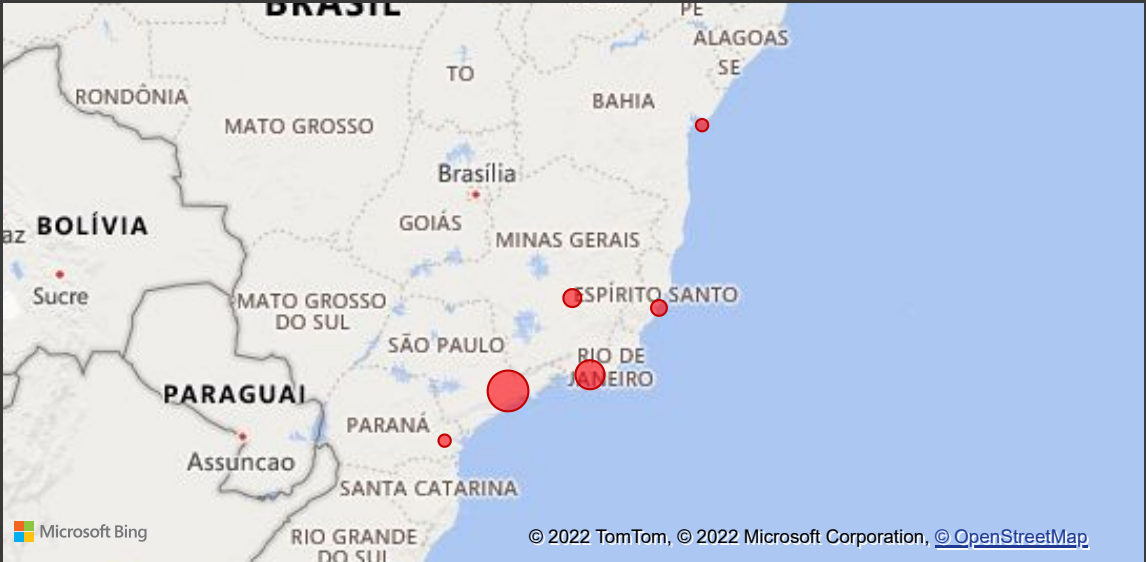 BRASIL
PE
ALAGOAS
SE
TO
RONDÔNIA
BAHIA
MATO GROSSO
Brasília
GOIÁS
BOLÍVIA
az
MINAS GERAIS
Sucre
ESPÍRITO SANTO
MATO GROSSO
DO SUL
SÃO PAULO
RIO DE
JANEIRO
PARAGUAI
PARANÁ
Assuncao
SANTA CATARINA
RIO GRANDE
DO SUL
Microsoft Bing
© 2022 TomTom, © 2022 Microsoft Corporation, © OpenStreetMap